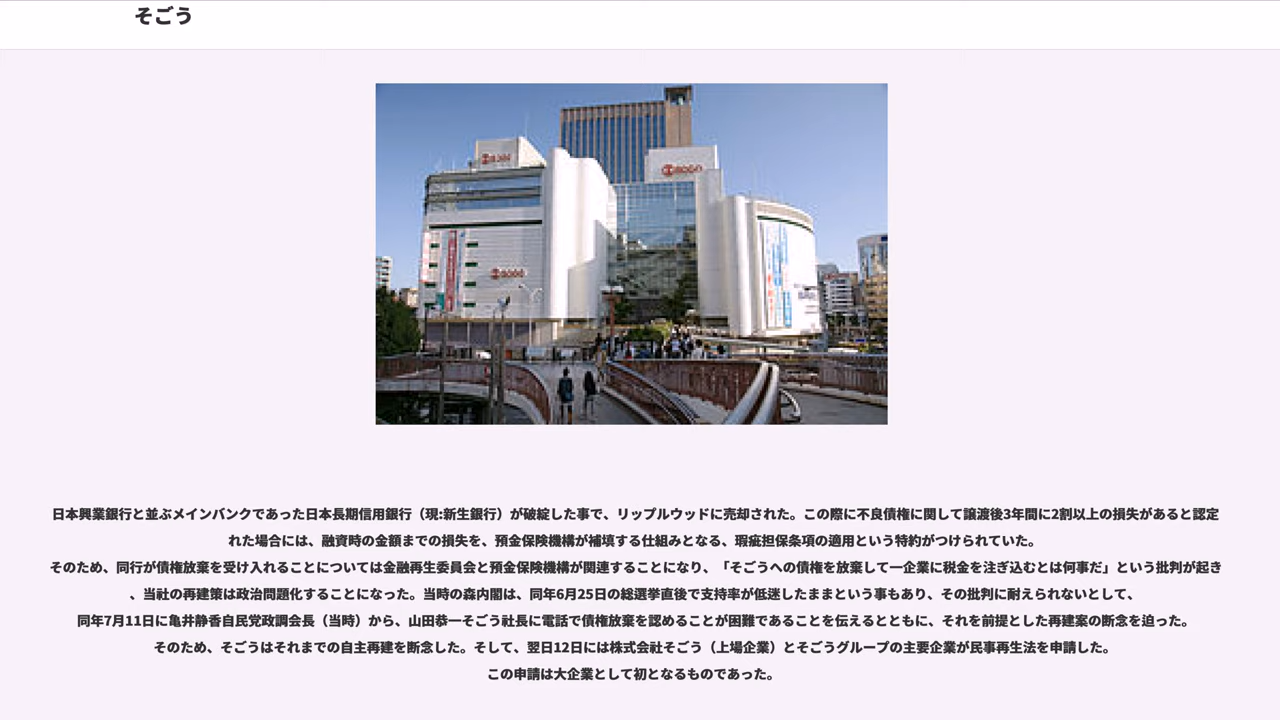 そごう
SOGO
SOGO
SOGO
日本興業銀行と並ぶメインバンクであった日本長期信用銀行（現:新生銀行）が破綻した事で、リップルウッドに売却された。この際に不良債権に関して譲渡後3年間に2割以上の損失があると認定
れた場合には、融資時の金額までの損失を、預金保険機構が補填する仕組みとなる、瑕疵担保条項の適用という特約がつけられていた。
そのため、同行が債権放棄を受け入れることについては金融再生委員会と預金保険機構が関連することになり、「そごうへの債権を放棄して一企業に税金を注ぎ込むとは何事だ」という批判が起き
、当社の再建策は政治問題化することになった。当時の森内閣は、同年6月25日の総選挙直後で支持率が低迷したままという事もあり、その批判に耐えられないとして、
同年7月11日に亀井静香自民党政調会長（当時）から、山田恭一そごう社長に電話で債権放棄を認めることが困難であることを伝えるとともに、それを前提とした再建案の断念を迫った。
そのため、そごうはそれまでの自主再建を断念した。そして、翌日12日には株式会社そごう（上場企業）とそごうグループの主要企業が民事再生法を申請した。
この申請は大企業として初となるものであった。